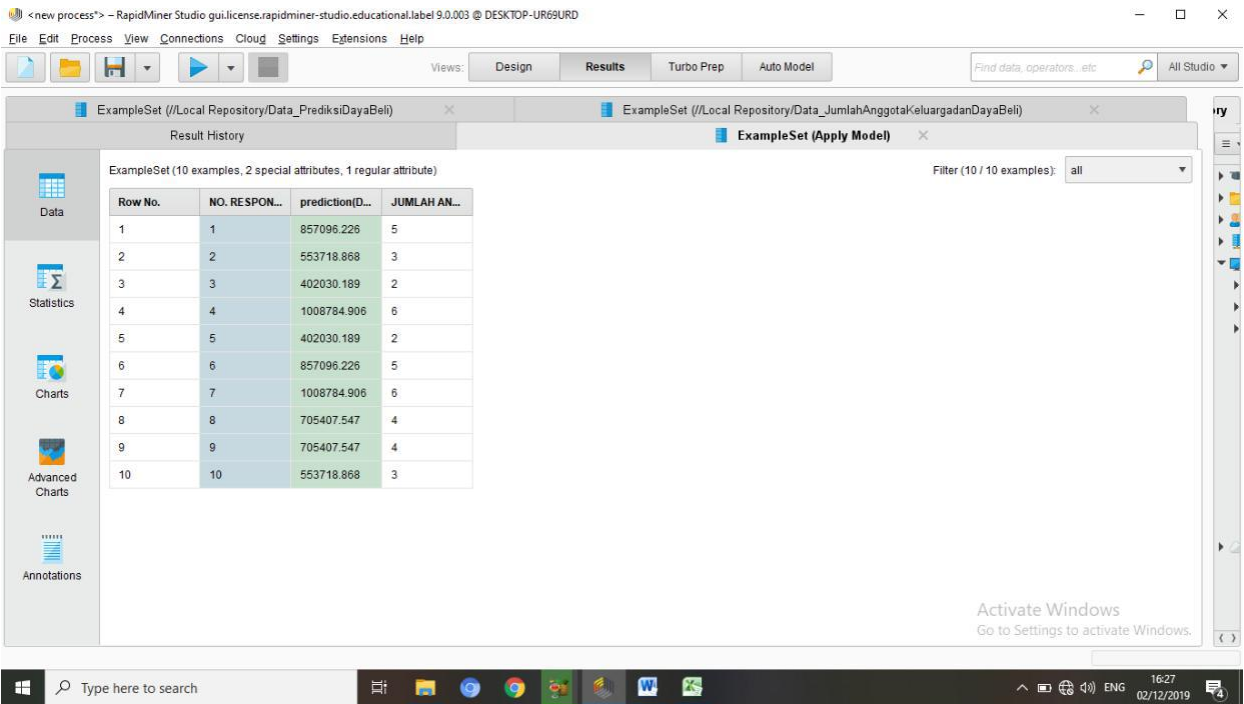 <new process*> – RapidMiner Studio gui.license.rapidminer-studio.educational.label 9.0.003 @ DESKTOP-UR69URD
File Edit Process View Connections Cloud Settings Extensions Help
Views: Design Results Turbo Prep Auto Model Find data, operators...etc All Studio
ExampleSet (//Local Repository/Data_PrediksiDayaBeli) ExampleSet (//Local Repository/Data_JumlahAnggotaKeluargadanDayaBeli) ry
Result History ExampleSet (Apply Model)
ExampleSet (10 examples, 2 special attributes, 1 regular attribute) Filter (10 / 10 examples): all
Data
Statistics
Charts
Advanced
Charts
Annotations
Row No. NO. RESPON... prediction(D... JUMLAH AN...
1 1 857096.226 5
2 2 553718.868 3
3 3 402030.189 2
4 4 1008784.906 6
5 5 402030.189 2
6 6 857096.226 5
7 7 1008784.906 6
8 8 705407.547 4
9 9 705407.547 4
10 10 553718.868 3
Activate Windows
Go to Settings to activate Windows.
Type here to search ENG 16:27
02/12/2019 4